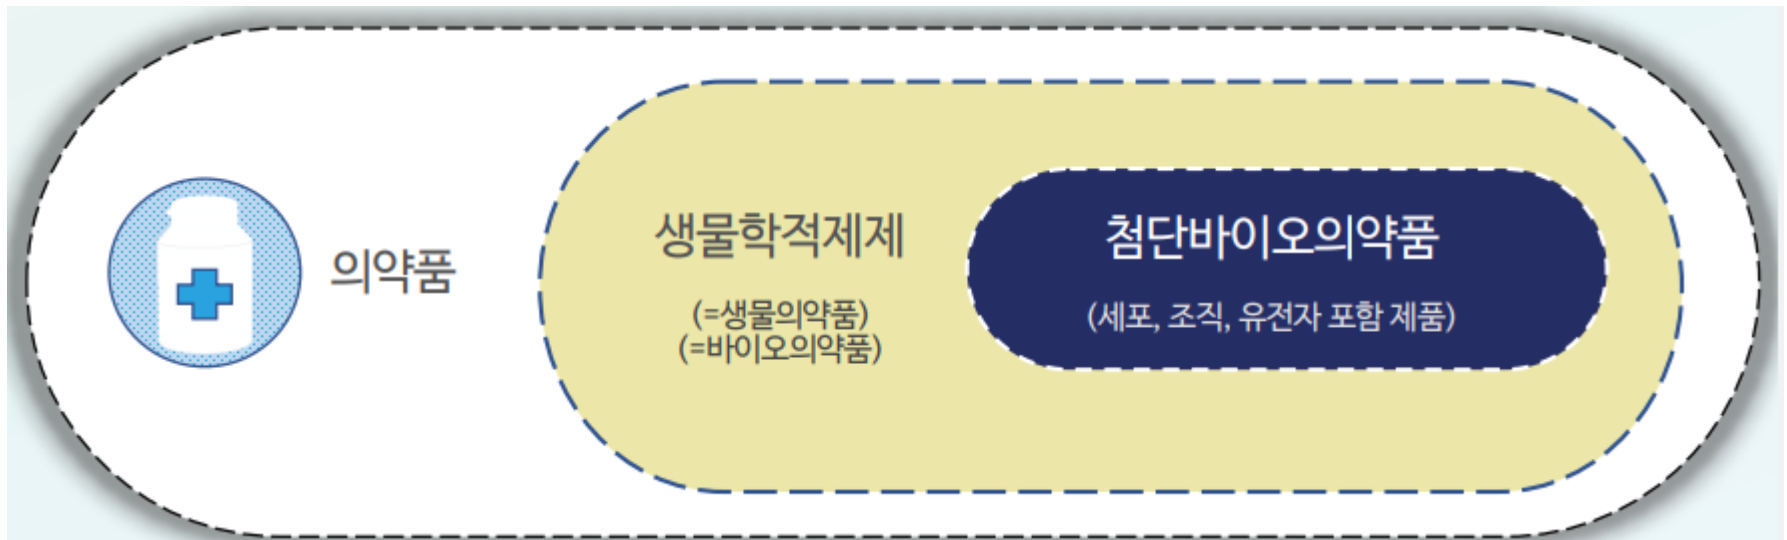 의약품
생물학적제제
(=생물의약품)
(=바이오의약품)
첨단바이오의약품
(세포, 조직, 유전자 포함 제품)